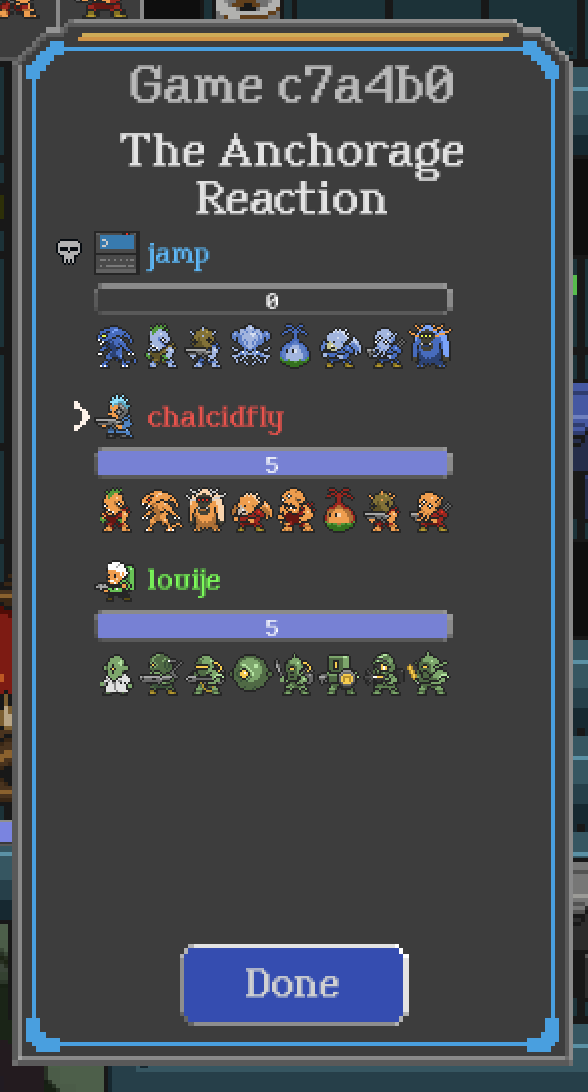 Game c7a4b0
The Anchorage
Reaction
jamp
0
chalcidfly
5
louije
5
Done